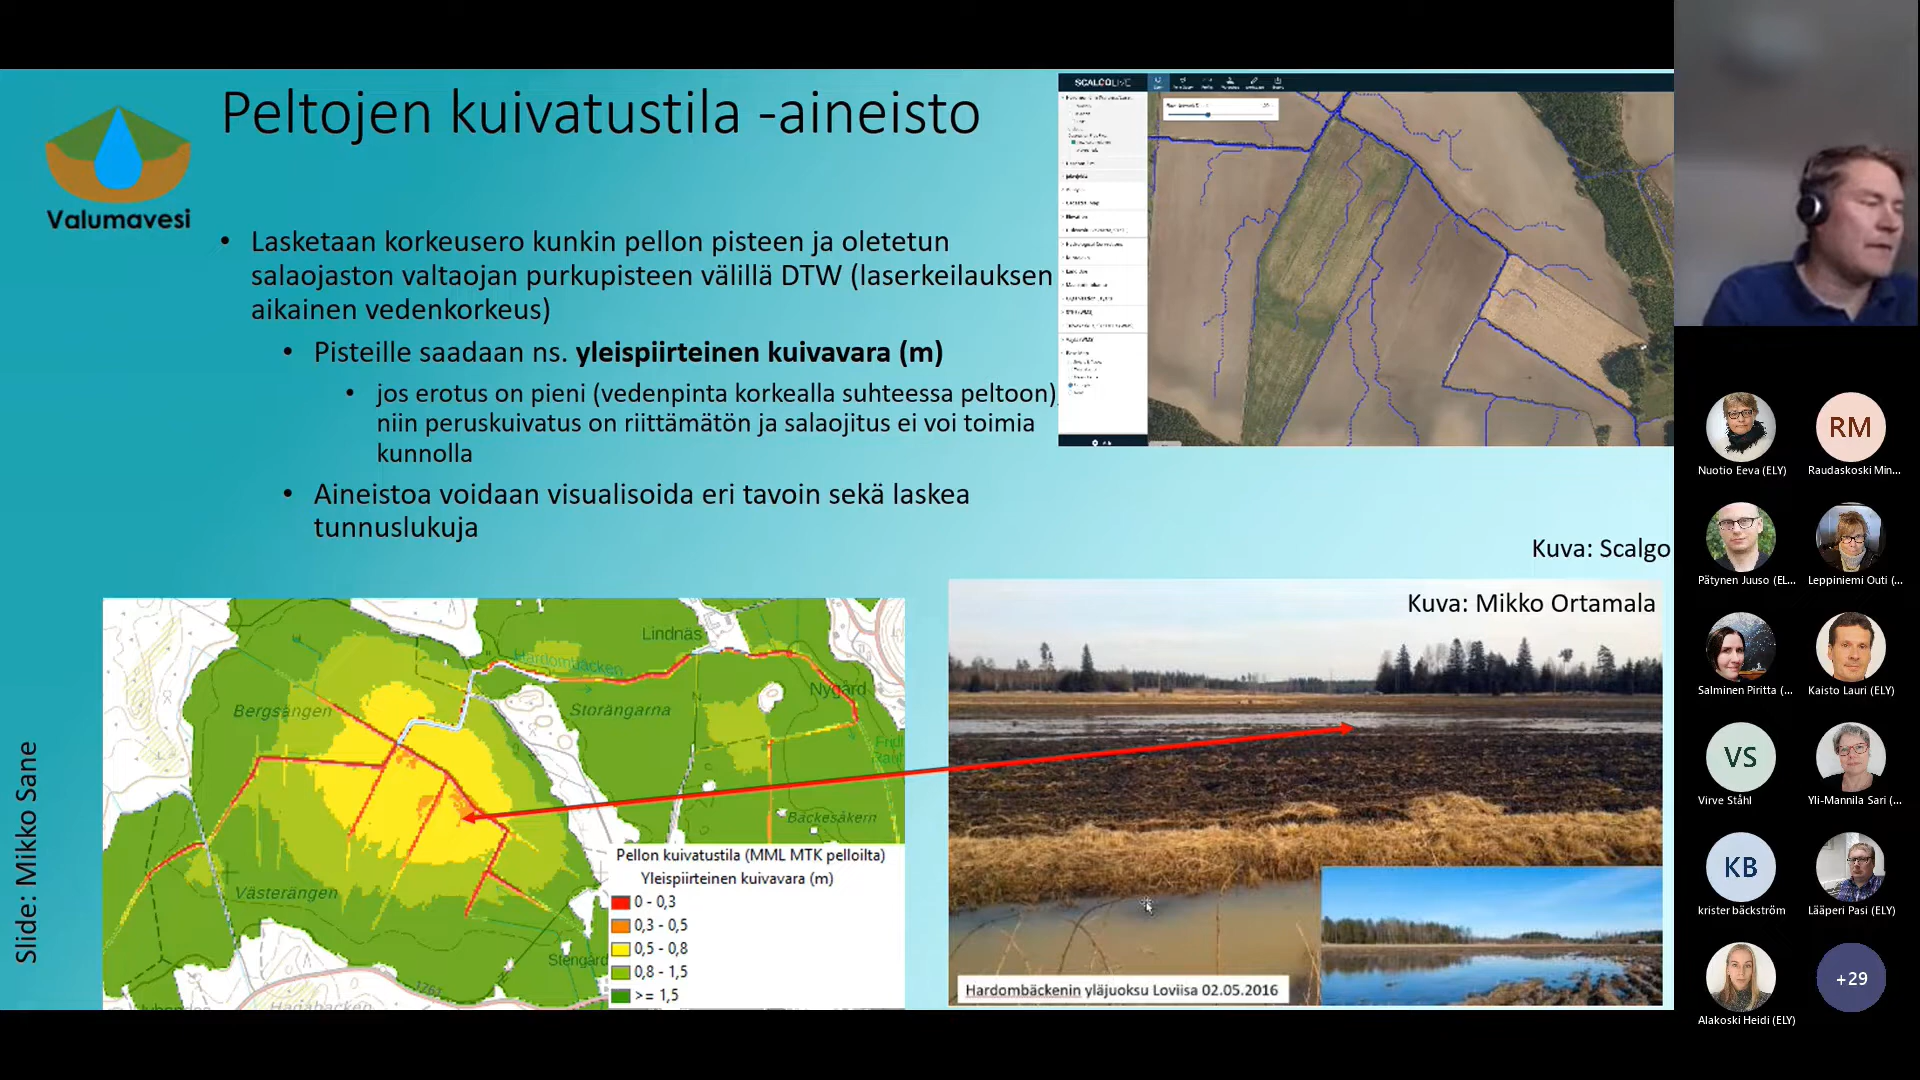 Peltojen kuivatustila -aineisto
Valumavesi
• Lasketaan korkeusero kunkin pellon pisteen ja oletetun
salaojaston valtaojan purkupisteen välillä DTW (laserkeilauksen
aikainen vedenkorkeus)
• Pisteille saadaan ns. yleispiirteinen kuivavara (m)
• jos erotus on pieni (vedenpinta korkealla suhteessa peltoon)
niin peruskuivatus on riittämätön ja salaojitus ei voi toimia
kunnolla
• Aineistoa voidaan visualisoida eri tavoin sekä laskea
tunnuslukuja
SCALGO LIVE
Kuva: Scalgo
Kuva: Mikko Ortamala
Slide: Mikko Sane
Lindnäs
Hardombäcken
Nygård
Bergsängen
Storängarna
Bäckesåkern
Västerängen
Stengård
1761
Pellon kuivatustila (MML MTK pelloilta)
Yleispiirteinen kuivavara (m)
0 - 0,3
0,3 - 0,5
0,5 - 0,8
0,8 - 1,5
>= 1,5
Hardombäckenin yläjuoksu Loviisa 02.05.2016
Nuotio Eeva (ELY)
RM
Raudaskoski Min...
Pätynen Juuso (EL...
Leppiniemi Outi (...
Salminen Piritta (...
Kaisto Lauri (ELY)
VS
Virve Ståhl
Yli-Mannila Sari (...
KB
krister bäckström
Lääperi Pasi (ELY)
Alakoski Heidi (ELY)
+29